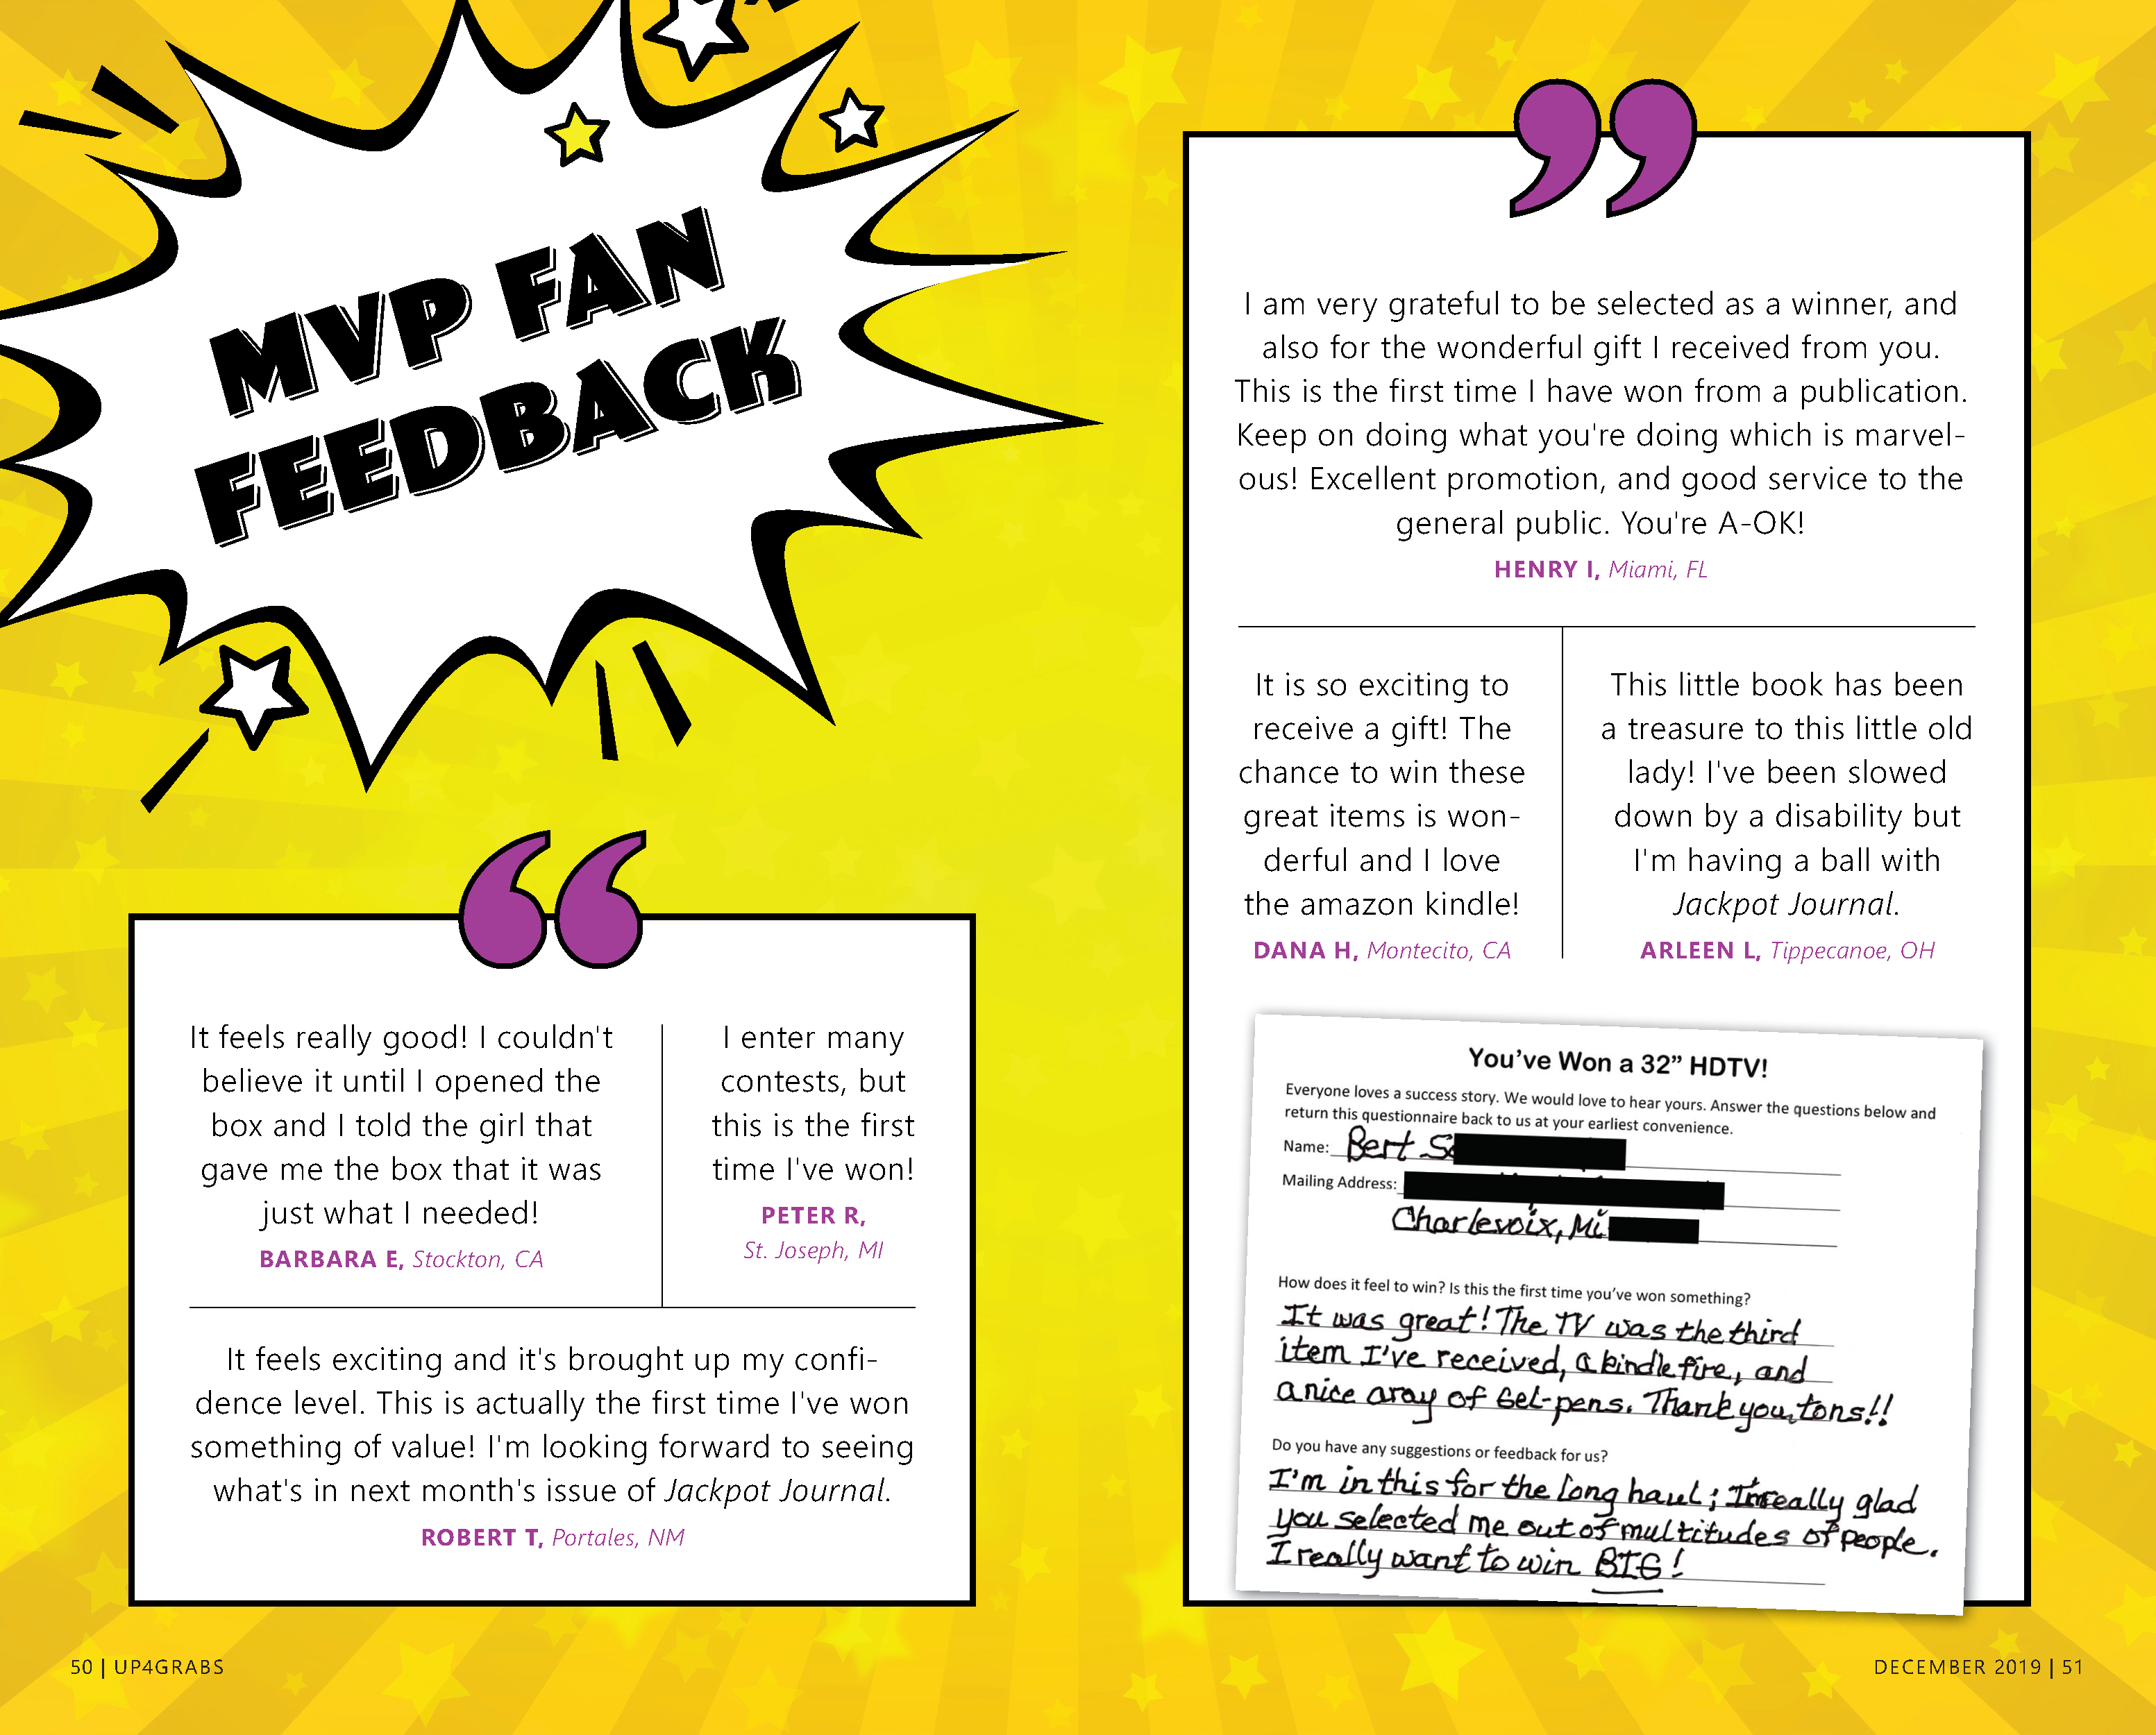 MVP FAN
FEEDBACK
It feels really good! I couldn't
believe it until I opened the
box and I told the girl that
gave me the box that it was
just what I needed!
BARBARA E, Stockton, CA
I enter many
contests, but
this is the first
time I've won!
PETER R,
St. Joseph, MI
It feels exciting and it's brought up my confi-
dence level. This is actually the first time I've won
something of value! I'm looking forward to seeing
what's in next month's issue of Jackpot Journal.
ROBERT T, Portales, NM
50 | UP4GRABS
I am very grateful to be selected as a winner, and
also for the wonderful gift I received from you.
This is the first time I have won from a publication.
Keep on doing what you're doing which is marvel-
ous! Excellent promotion, and good service to the
general public. You're A-OK!
HENRY I, Miami, FL
It is so exciting to
receive a gift! The
chance to win these
great items is won-
derful and I love
the amazon kindle!
DANA H, Montecito, CA
This little book has been
a treasure to this little old
lady! I've been slowed
down by a disability but
I'm having a ball with
Jackpot Journal.
ARLEEN L, Tippecanoe, OH
You've Won a 32” HDTV!
Everyone loves a success story. We would love to hear yours. Answer the questions below and
return this questionnaire back to us at your earliest convenience.
Name: Bert S
Mailing Address:
Charlevoix, Mi
How does it feel to win? Is this the first time you've won something?
It was great! The TV was the third
item I've received, a kindle fire, and
a nice aray of Gel-pens. Thank you, tons!!
Do you have any suggestions or feedback for us?
I'm in this for the long haul; I'm really glad
you selected me out of multitudes of people.
I really want to win BIG!
DECEMBER 2019 | 51